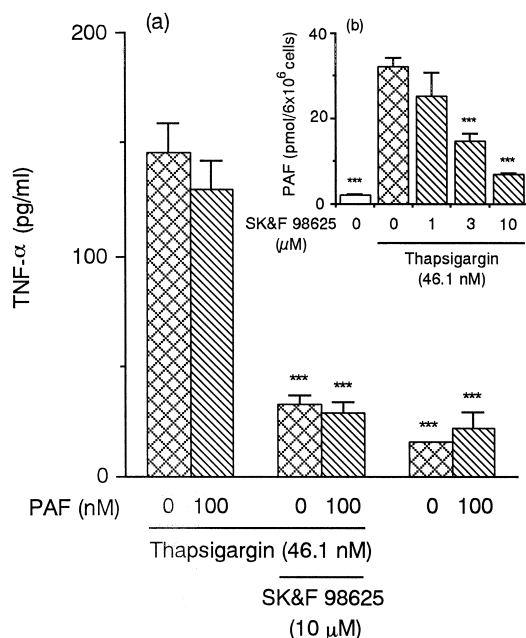 (a)
200
100
0
TNF-α (pg/ml)
*** *** *** ***
PAF (nM) 0 100 0 100 0 100
Thapsigargin (46.1 nM)
SK&F 98625
(10 µM)
(b)
60
40
20
0
PAF (pmol/6x10⁶ cells)
*** *** ***
SK&F 98625 0 0 1 3 10
(µM)
Thapsigargin
(46.1 nM)